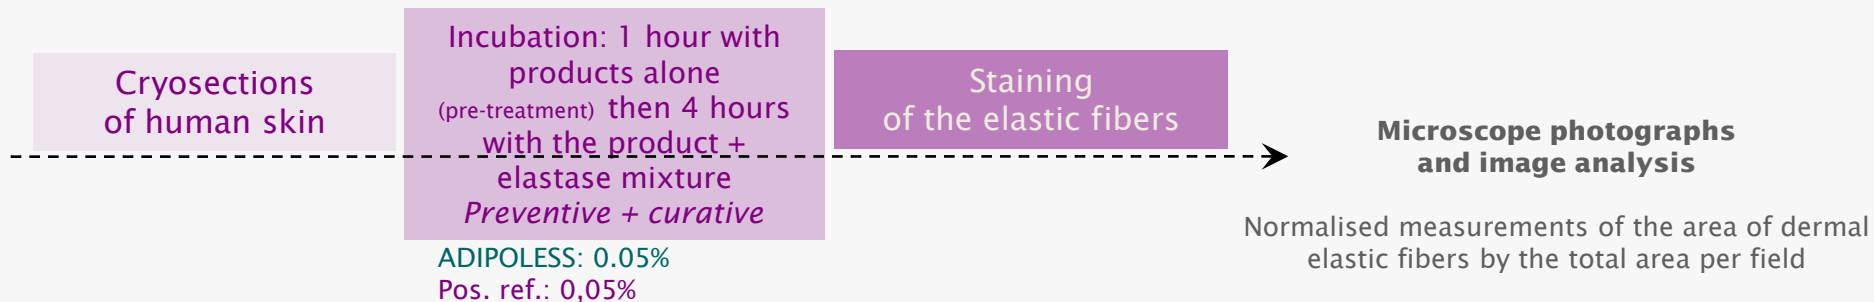 Cryosections
of human skin
Incubation: 1 hour with
products alone
(pre-treatment) then 4 hours
with the product +
elastase mixture
Preventive + curative
ADIPOLESS: 0.05%
Pos. ref.: 0,05%
Staining
of the elastic fibers
Microscope photographs
and image analysis
Normalised measurements of the area of dermal
elastic fibers by the total area per field